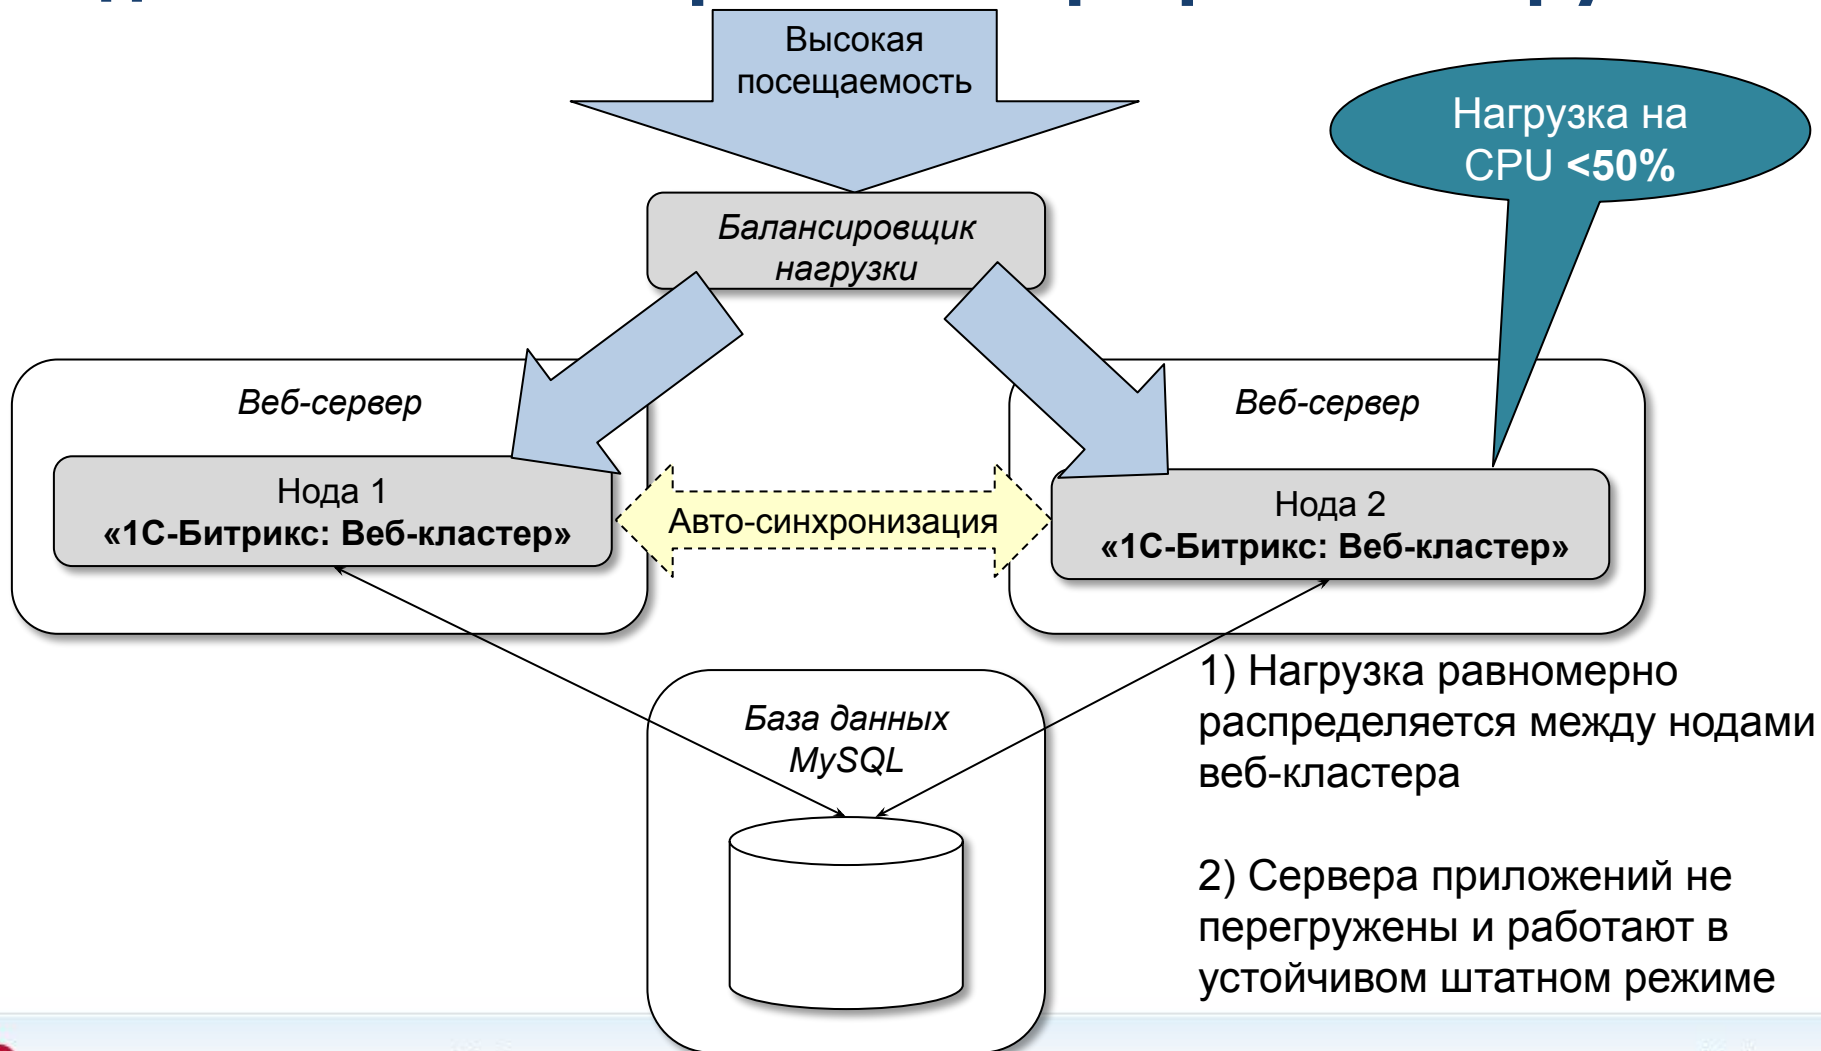 Высокая
посещаемость
Нагрузка на
CPU <50%
Балансировщик
нагрузки
Веб-сервер
Веб-сервер
Нода 1
«1С-Битрикс: Веб-кластер»
Авто-синхронизация
Нода 2
«1С-Битрикс: Веб-кластер»
База данных
MySQL
1) Нагрузка равномерно
распределяется между нодами
веб-кластера
2) Сервера приложений не
перегружены и работают в
устойчивом штатном режиме